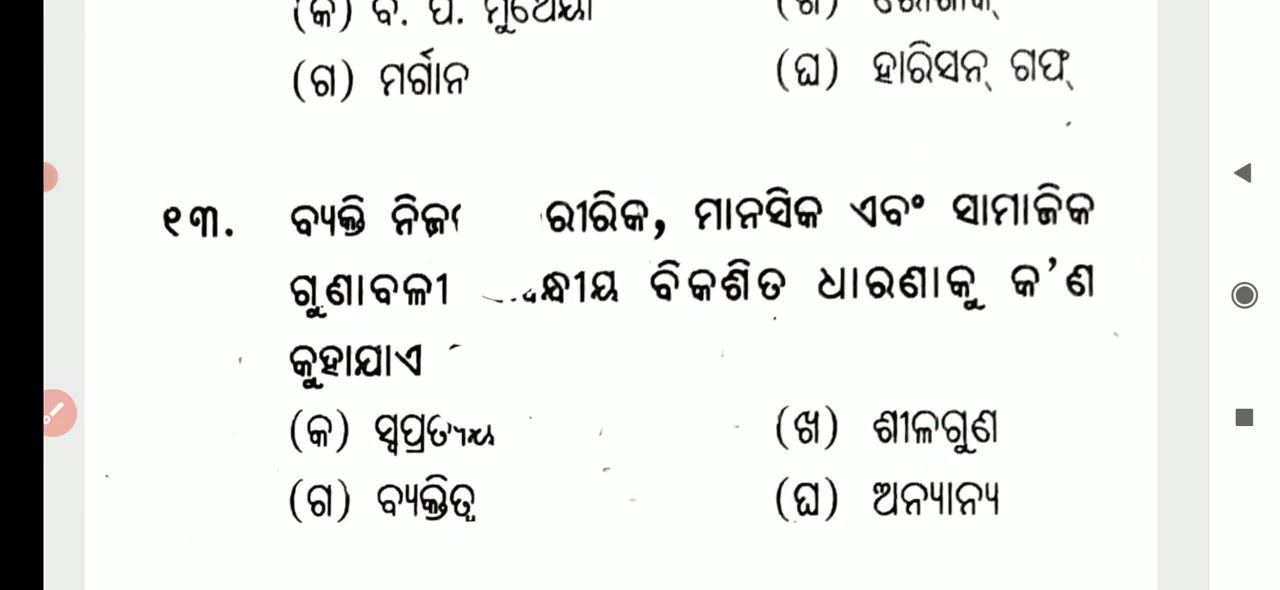 (ଗ) ମର୍ଗାନ (ଘ) ହାରିସନ୍ ଗଫ୍
୧୩. ବ୍ୟକ୍ତି ମାନସିକ ଏବଂ ସାମାଜିକ
ଗୁଣାବଳୀ ବିକଶିତ ଧାରଣାକୁ କ'ଣ
କୁହାଯାଏ
(କ) ସ୍ୱପ୍ରତ୍ୟୟ (ଖ) ଶୀଳଗୁଣ
(ଗ) ବ୍ୟକ୍ତିତ୍ୱ (ଘ) ଅନ୍ୟାନ୍ୟ